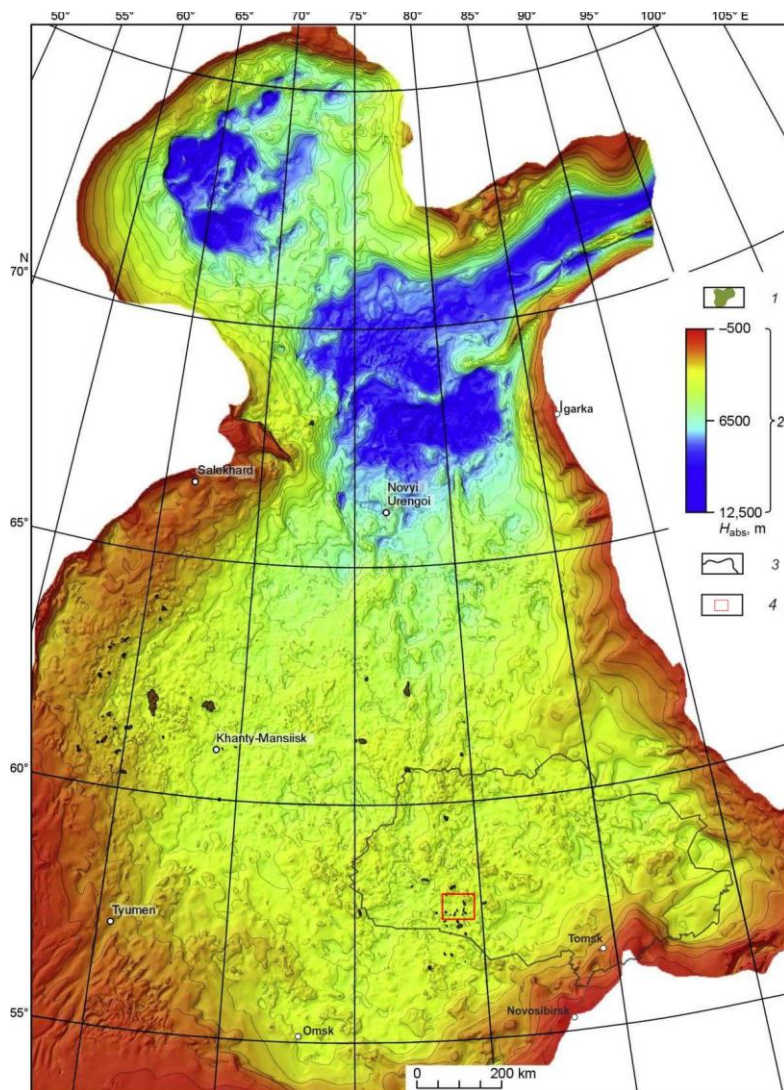 50° 55° 60° 65° 70° 75° 80° 85° 90° 95° 100° E
N
70°
1
–500
6500
2
12,500
H abs, m
Igarka
Salekhard
Novyi
Urengoi
65°
3
4
Khanty-Mansiisk
60°
105°
Tyumen
Tomsk
55°
Novosibirsk
Omsk
0 200 km